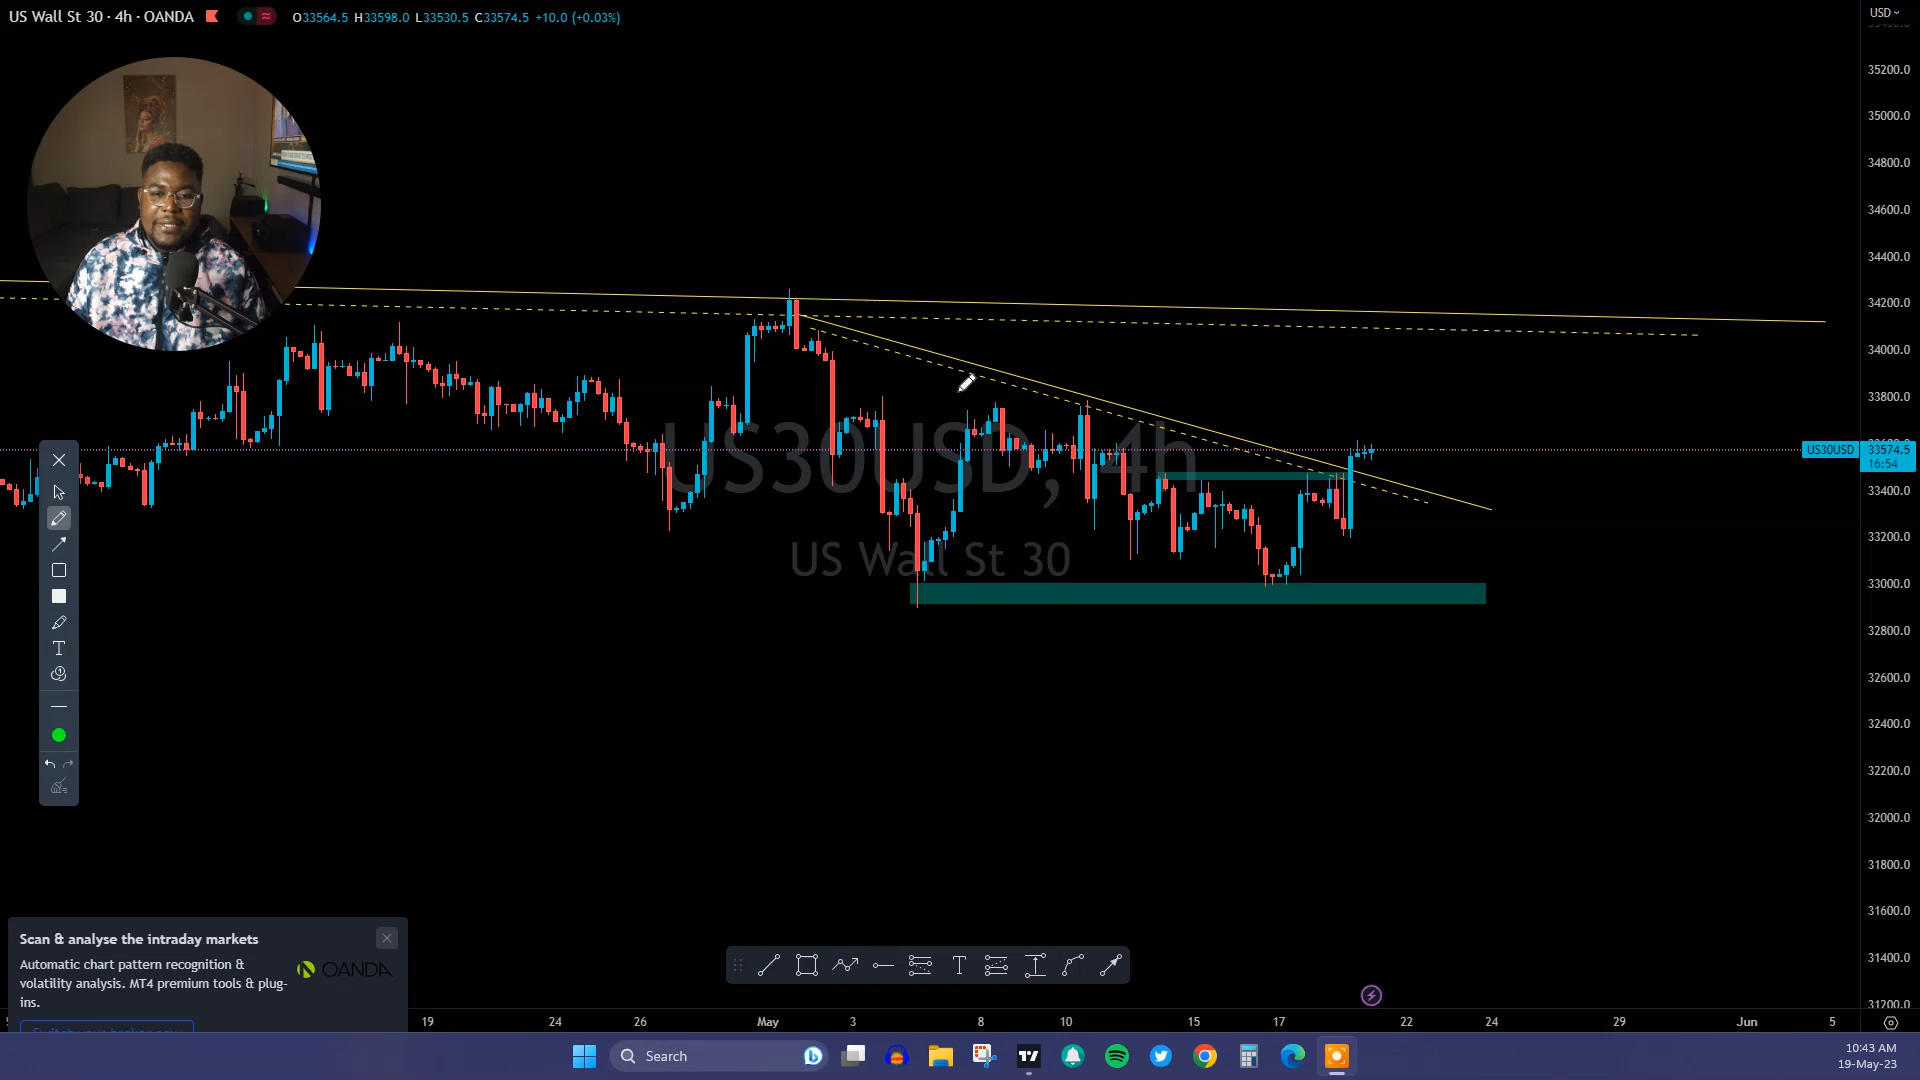 US Wall St 30 · 4h · OANDA
O33564.5 H33598.0 L33530.5 C33574.5 +10.0 (+0.03%)
USD
35200.0
35000.0
34800.0
34600.0
34400.0
34200.0
34000.0
33800.0
US30USD 33574.5
16:54
33400.0
33200.0
33000.0
32800.0
32600.0
32400.0
32200.0
32000.0
31800.0
31600.0
31400.0
31200.0
US30USD, 4h
US Wall St 30
T
Scan & analyse the intraday markets
Automatic chart pattern recognition &
volatility analysis. MT4 premium tools & plug-
ins.
OANDA
Switch your broker now
T
19 24 26 May 3 8 10 15 17 22 24 29 Jun 5
Search
10:43 AM
19-May-23